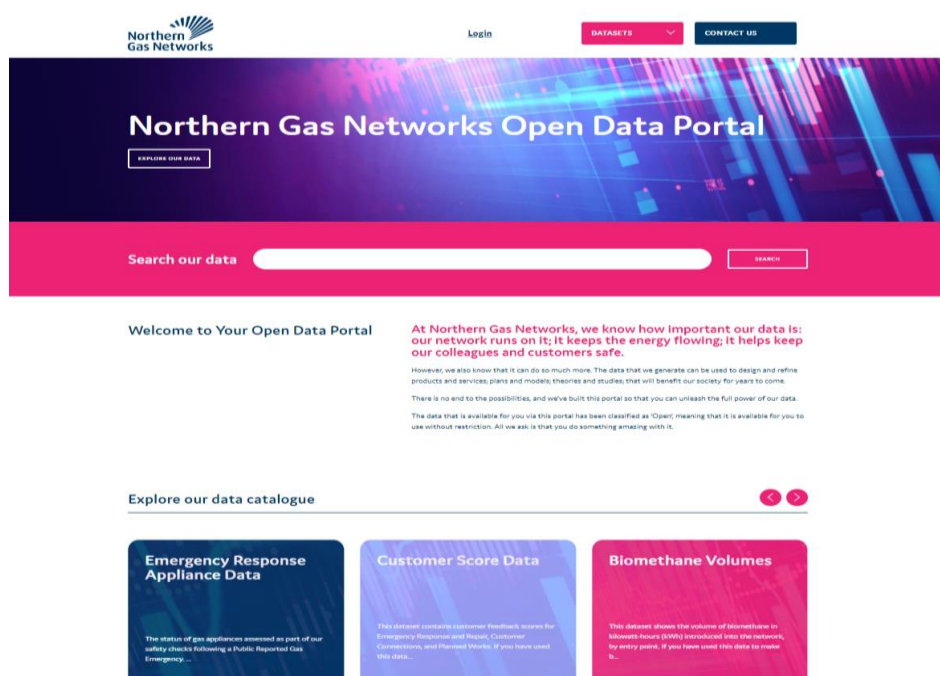 Northern
Gas Networks
Login
DATASETS
CONTACT US
Northern Gas Networks Open Data Portal
EXPLORE OUR DATA
Search our data
SEARCH
Welcome to Your Open Data Portal
At Northern Gas Networks, we know how important our data is:
our network runs on it; it keeps the energy flowing; it helps keep
our colleagues and customers safe.
However, we also know that it can do so much more. The data that we generate can be used to design and refine
products and services; plans and models; theories and studies; that will benefit our society for years to come.
There is no end to the possibilities, and we've built this portal so that you can unleash the full power of our data.
The data that is available for you via this portal has been classified as 'Open', meaning that it is available for you to
use without restriction. All we ask is that you do something amazing with it.
Explore our data catalogue
Emergency Response
Appliance Data
The status of gas appliances assessed as part of our
safety checks following a Public Reported Gas
Emergency....
Customer Score Data
This dataset contains customer feedback scores for
Emergency Response and Repair, Customer
Connections, and Planned Works. If you have used
this data...
Biomethane Volumes
This dataset shows the volume of biomethane in
kilowatt-hours (kWh) introduced into the network,
by entry point. If you have used this data to make
b...